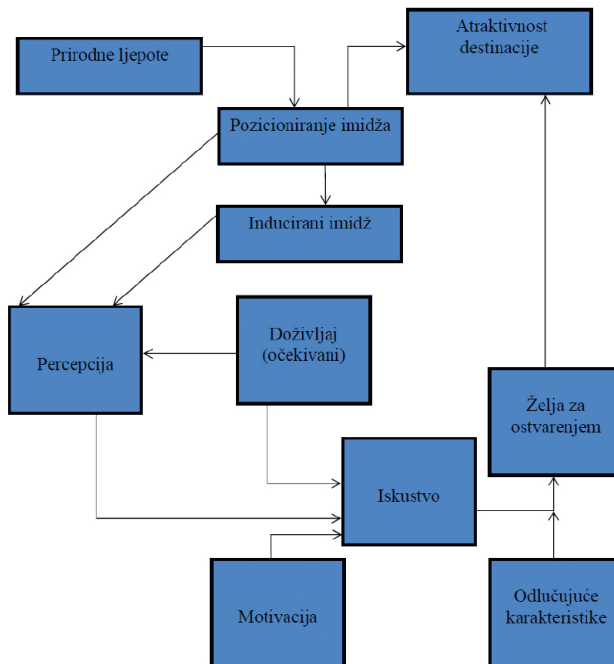 Atraktivnost
destinacije
Prirodne ljepote
Pozicioniranje imidža
Inducirani imidž
Doživljaj
(očekivani)
Percepcija
Želja za
ostvarenjem
Iskustvo
Motivacija
Odlučujuće
karakteristike